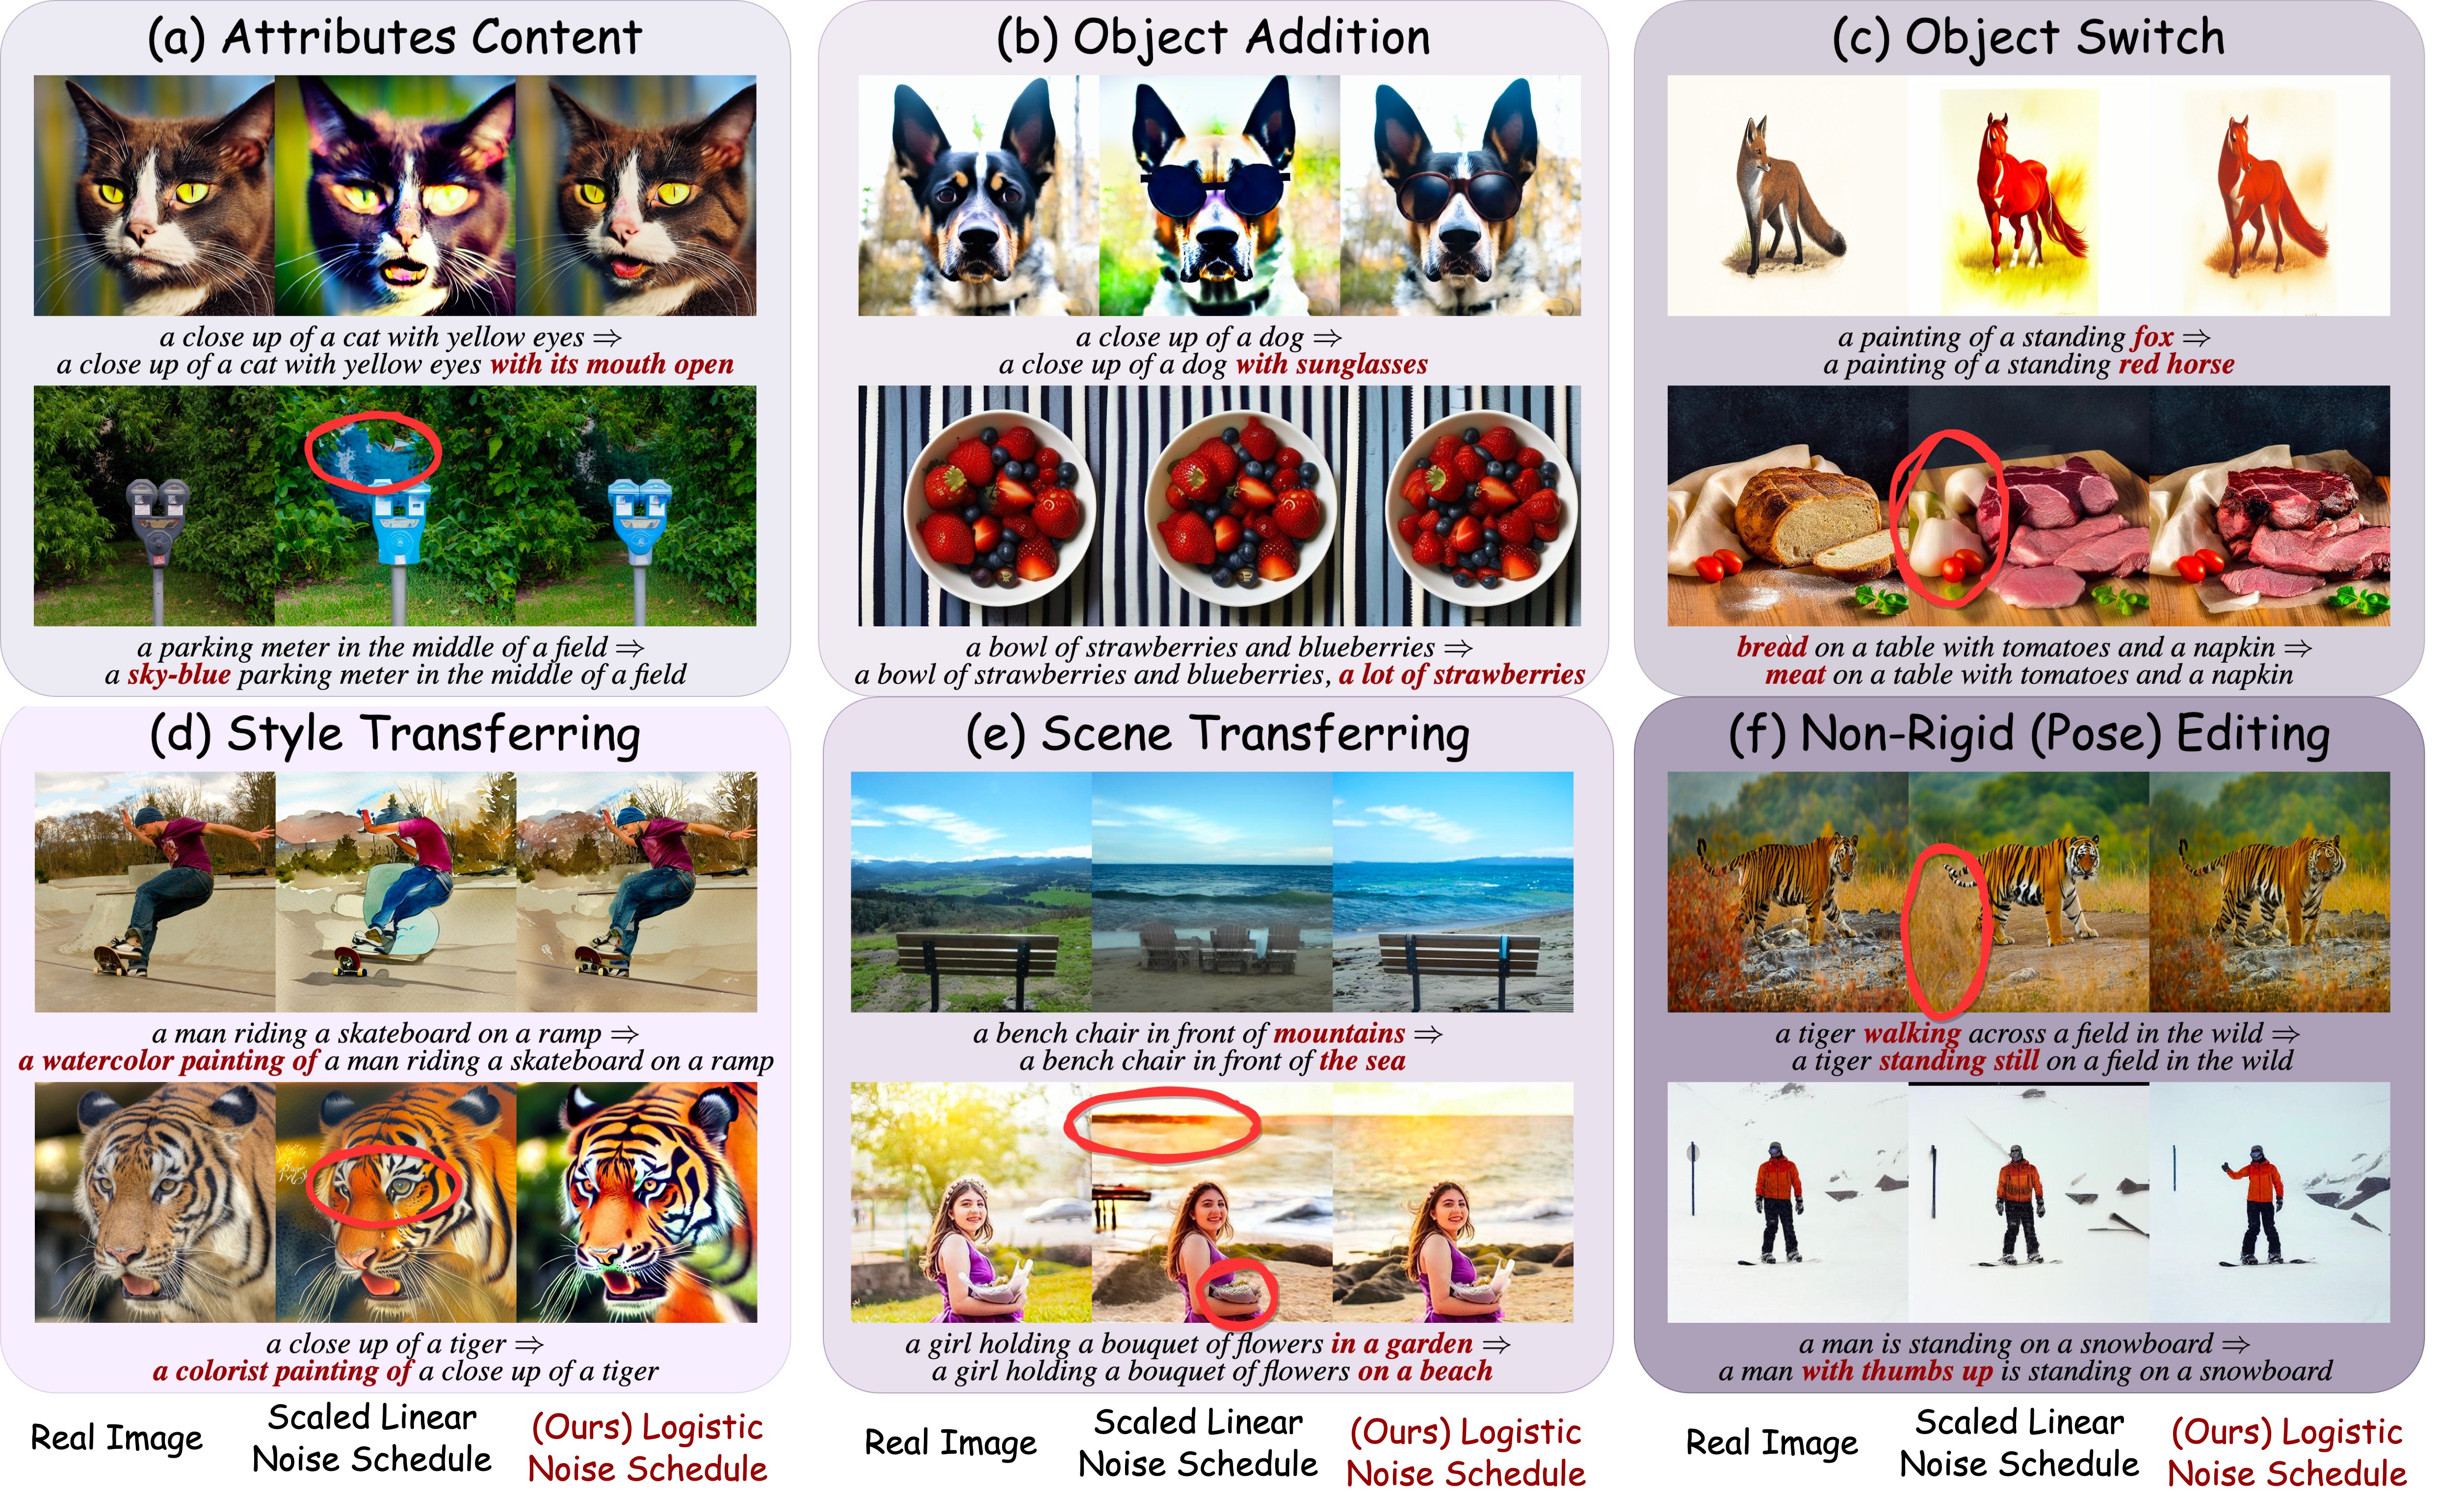 (a) Attributes Content
a close up of a cat with yellow eyes ⇒
a close up of a cat with yellow eyes with its mouth open
a parking meter in the middle of a field ⇒
a sky-blue parking meter in the middle of a field
(b) Object Addition
a close up of a dog ⇒
a close up of a dog with sunglasses
a bowl of strawberries and blueberries ⇒
a bowl of strawberries and blueberries, a lot of strawberries
(c) Object Switch
a painting of a standing fox ⇒
a painting of a standing red horse
bread on a table with tomatoes and a napkin ⇒
meat on a table with tomatoes and a napkin
(d) Style Transferring
a man riding a skateboard on a ramp ⇒
a watercolor painting of a man riding a skateboard on a ramp
a close up of a tiger ⇒
a colorist painting of a close up of a tiger
(e) Scene Transferring
a bench chair in front of mountains ⇒
a bench chair in front of the sea
a girl holding a bouquet of flowers in a garden ⇒
a girl holding a bouquet of flowers on a beach
(f) Non-Rigid (Pose) Editing
a tiger walking across a field in the wild ⇒
a tiger standing still on a field in the wild
a man is standing on a snowboard ⇒
a man with thumbs up is standing on a snowboard
Real Image
Scaled Linear
Noise Schedule
(Ours) Logistic
Noise Schedule
Real Image
Scaled Linear
Noise Schedule
(Ours) Logistic
Noise Schedule
Real Image
Scaled Linear
Noise Schedule
(Ours) Logistic
Noise Schedule